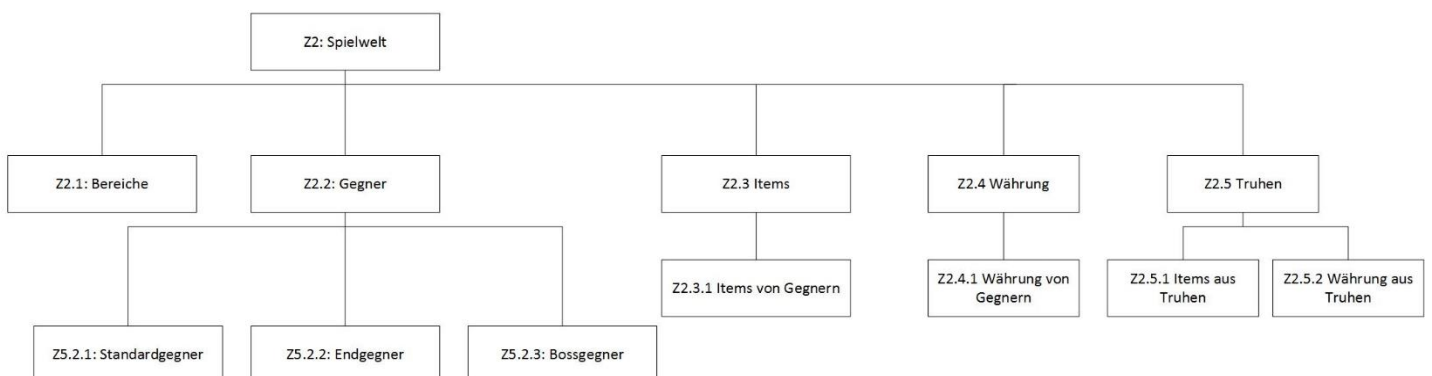 Z2: Spielwelt
Z2.1: Bereiche
Z2.2: Gegner
Z2.3 Items
Z2.4 Währung
Z2.5 Truhen
Z2.3.1 Items von Gegnern
Z2.4.1 Währung von
Gegnern
Z2.5.1 Items aus
Truhen
Z2.5.2 Währung aus
Truhen
Z5.2.1: Standardgegner
Z5.2.2: Endgegner
Z5.2.3: Bossgegner